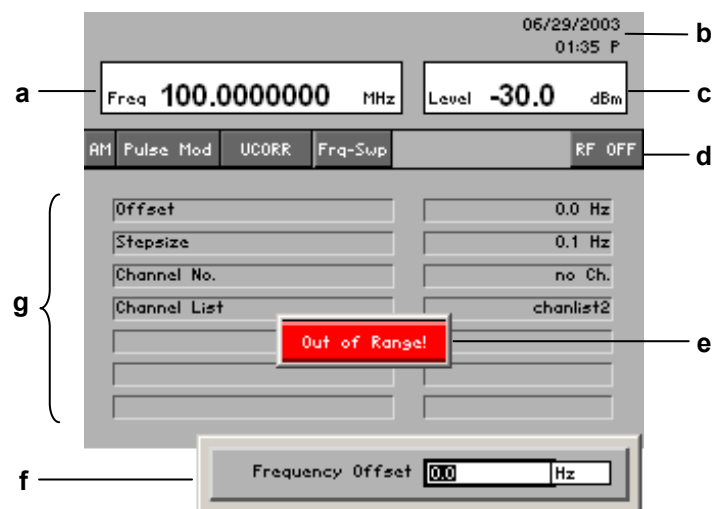 06/29/2003
01:35 P
b
a
Freq 100.0000000 MHz
Level -30.0 dBm
c
AM Pulse Mod UCORR Frq-Swp RF OFF
d
Offset 0.0 Hz
Stepsize 0.1 Hz
Channel No. no Ch.
g
Channel List chanlist2
Out of Range!
e
f
Frequency Offset 0.0 Hz